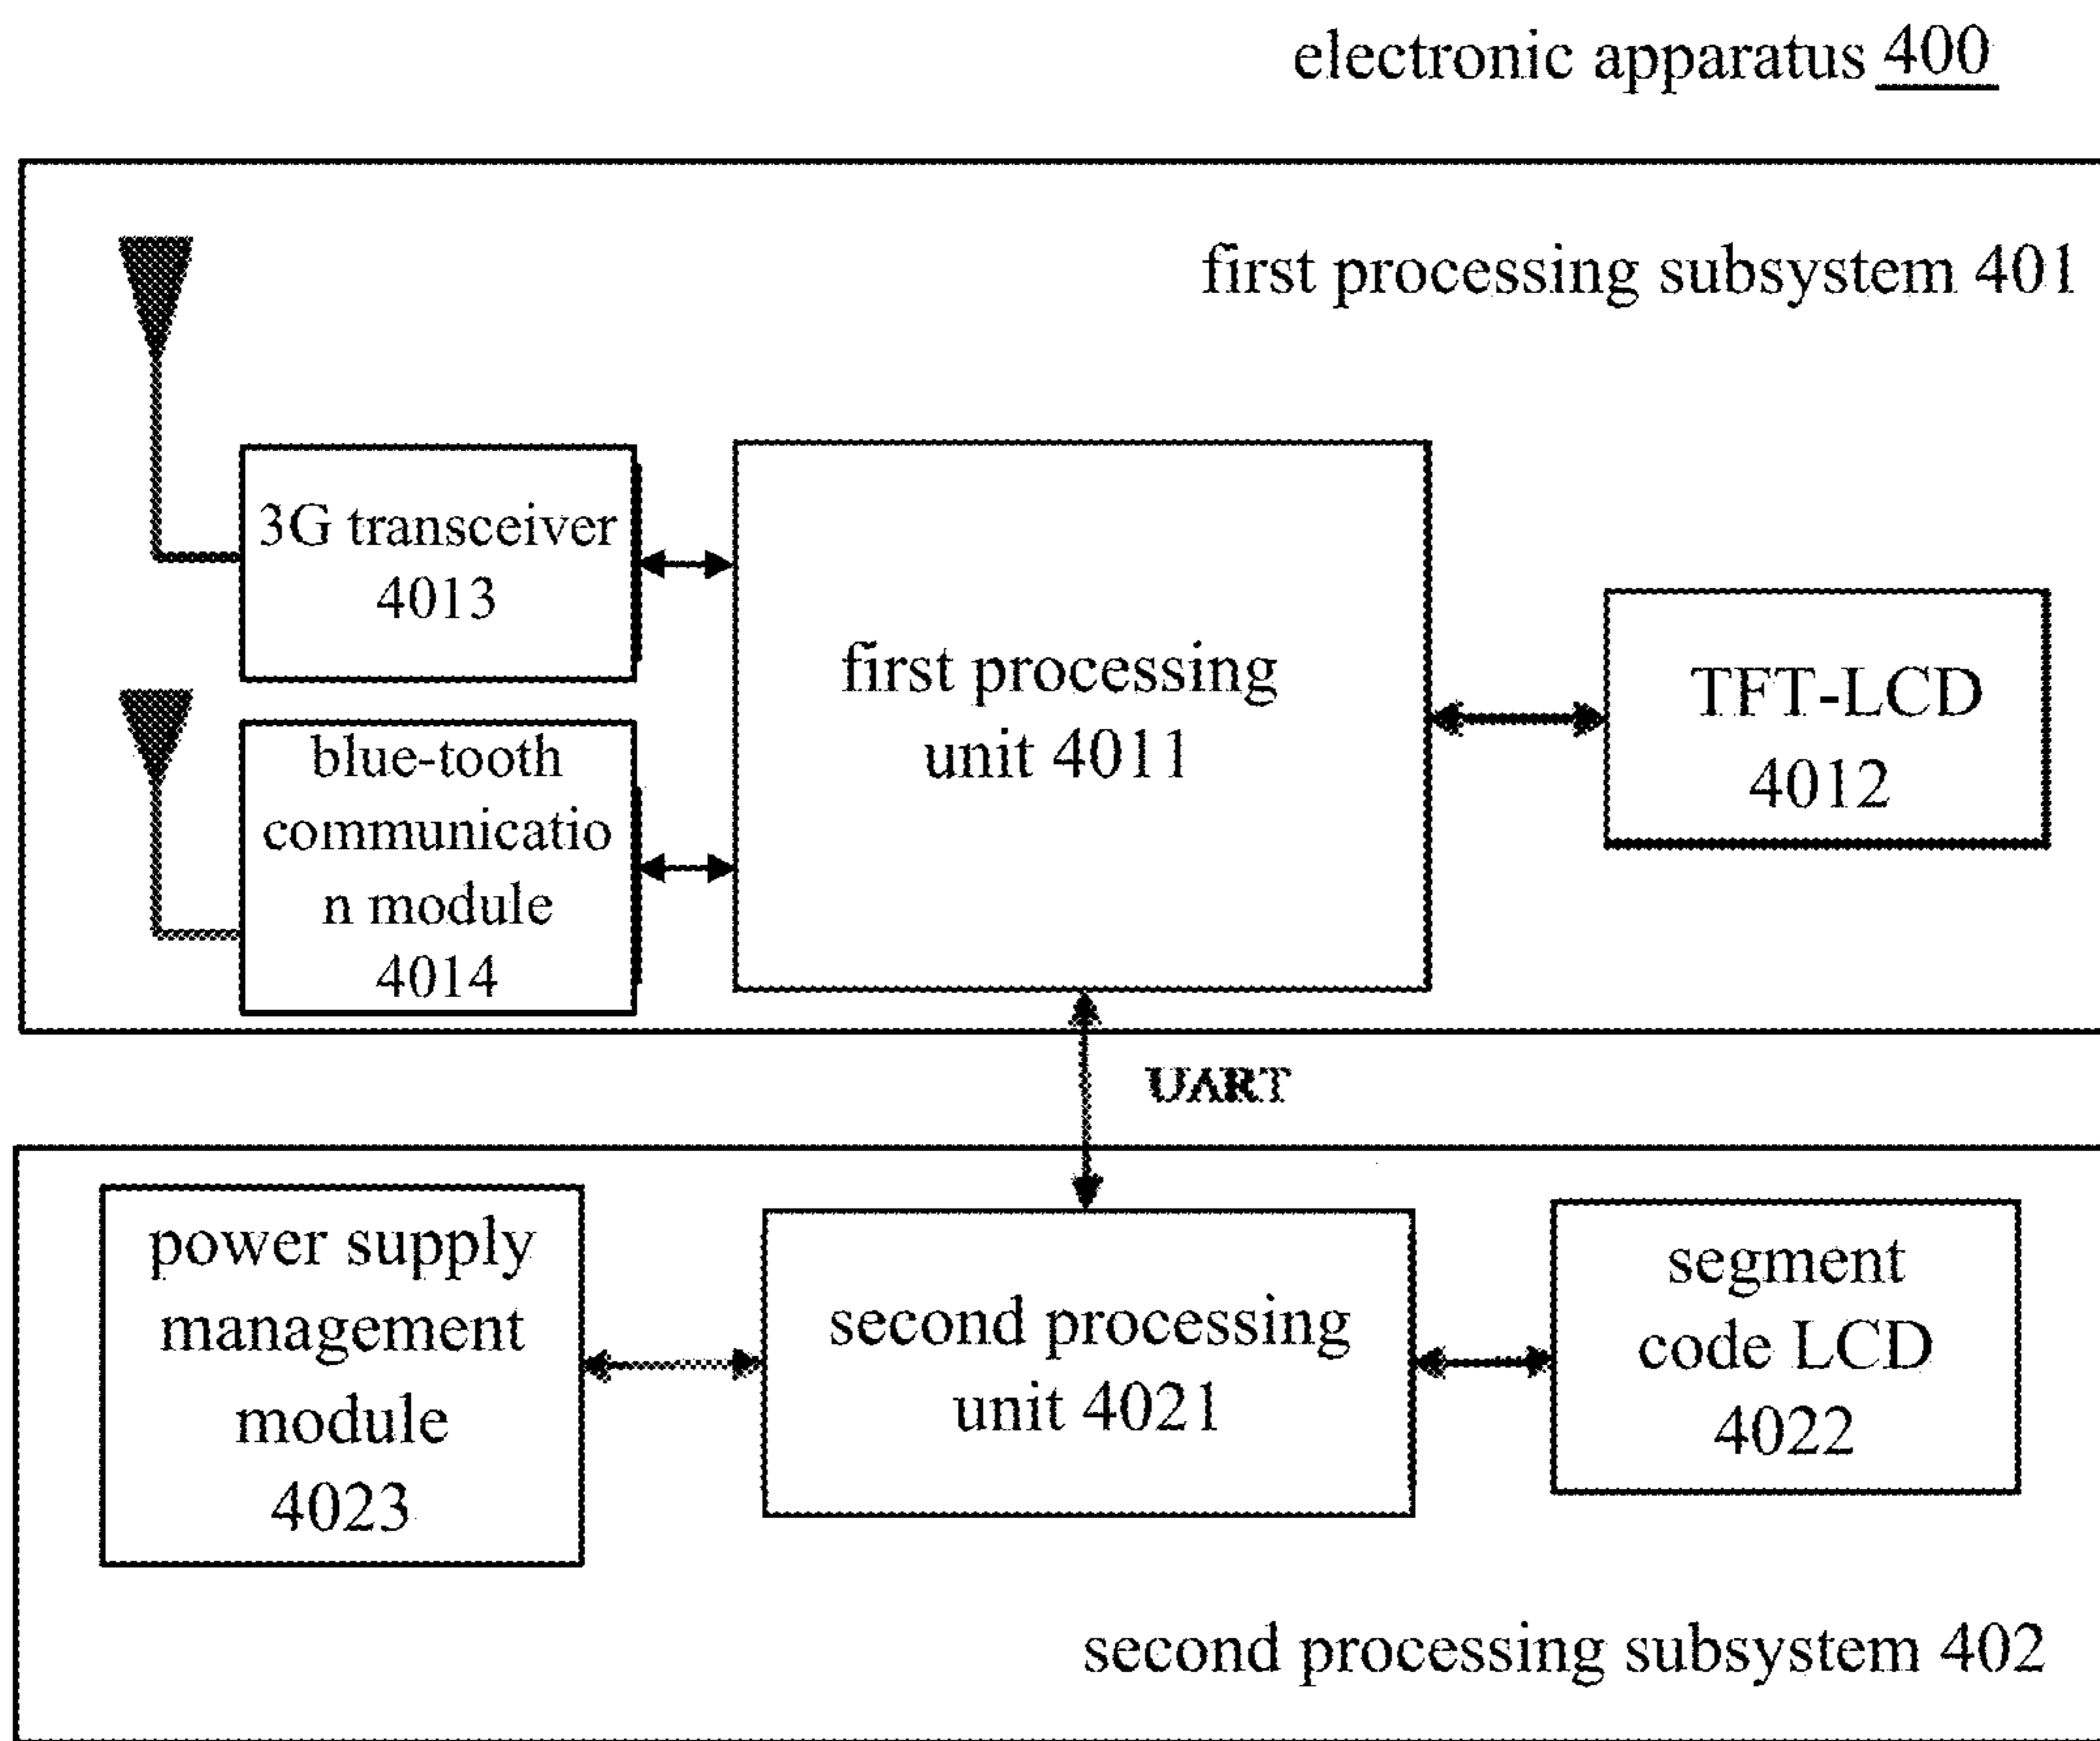 electronic apparatus 400
first processing subsystem 401
3G transceiver
4013
first processing
unit 4011
TFT-LCD
4012
blue-tooth
communicatio
n module
4014
UART
power supply
management
module
4023
second processing
unit 4021
segment
code LCD
4022
second processing subsystem 402